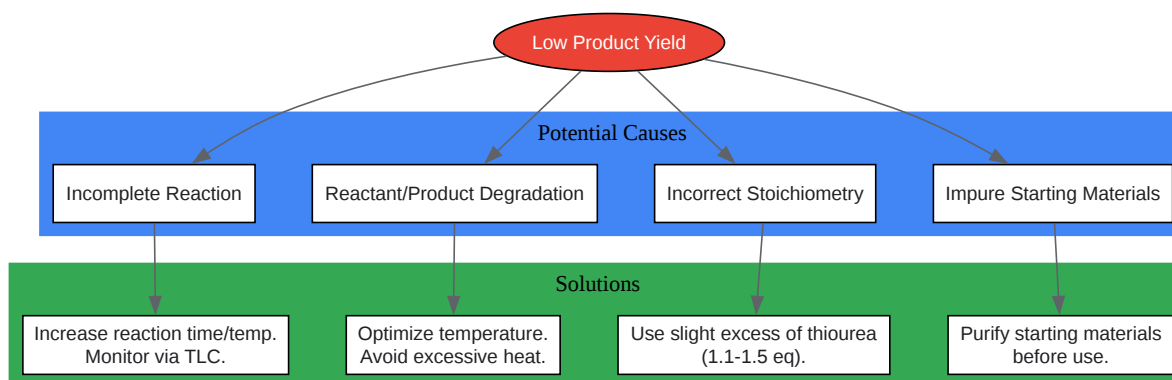 Low Product Yield
Potential Causes
Incomplete Reaction
Reactant/Product Degradation
Incorrect Stoichiometry
Impure Starting Materials
Solutions
Increase reaction time/temp.
Monitor via TLC.
Optimize temperature.
Avoid excessive heat.
Use slight excess of thiourea
(1.1-1.5 eq).
Purify starting materials
before use.